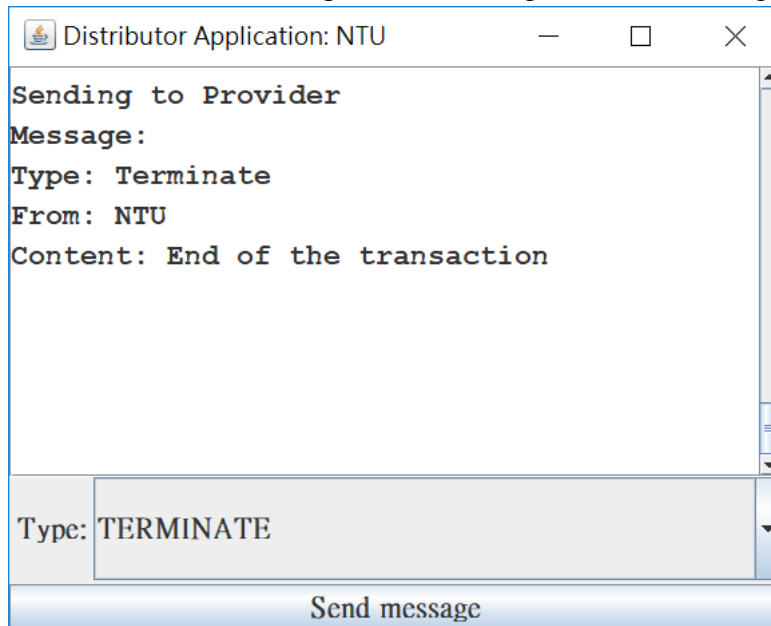 Distributor Application: NTU
Sending to Provider
Message:
Type: Terminate
From: NTU
Content: End of the transaction
Type: TERMINATE
Send message